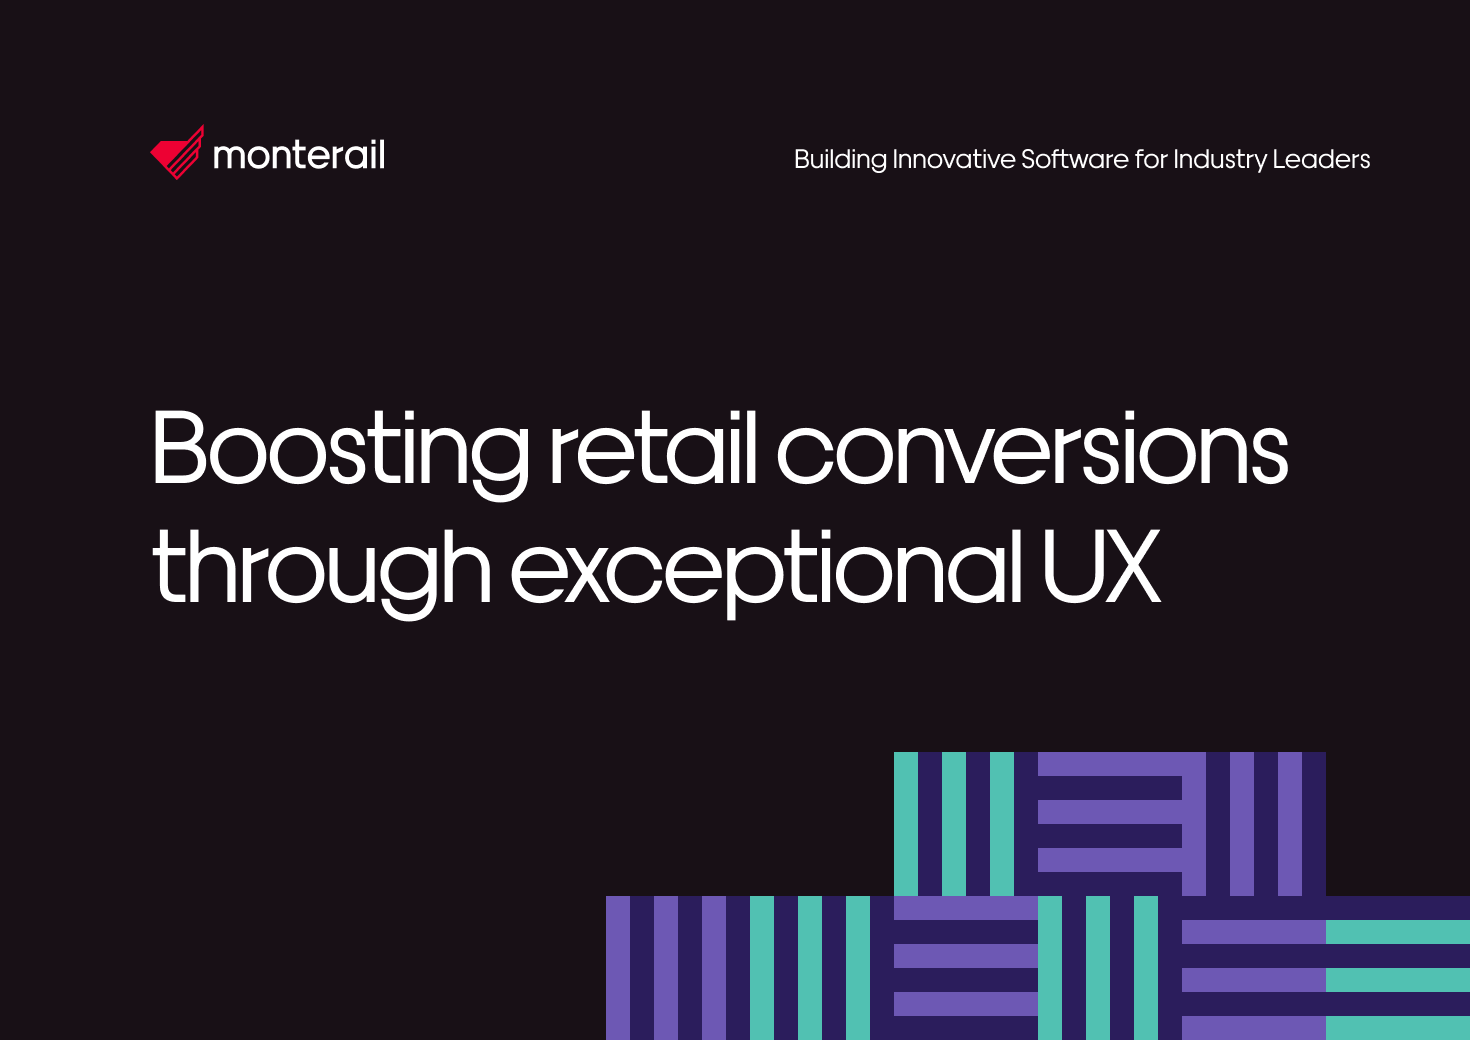 monterail
Building Innovative Software for Industry Leaders
Boosting retail conversions
through exceptional UX